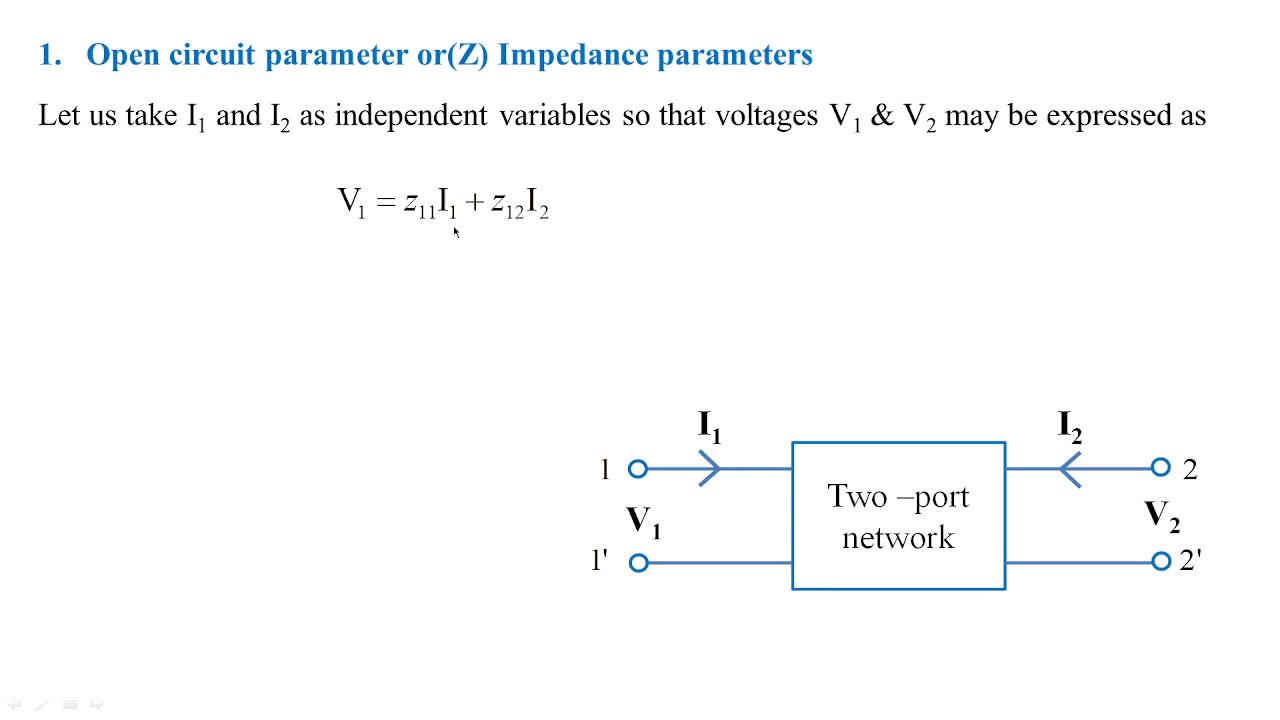 1. Open circuit parameter or(Z) Impedance parameters
Let us take I₁ and I₂ as independent variables so that voltages V₁ & V₂ may be expressed as
V₁ = z₁₁I₁ + z₁₂I₂
I₁ I₂
1 2
Two –port
V₁ V₂
network
1' 2'